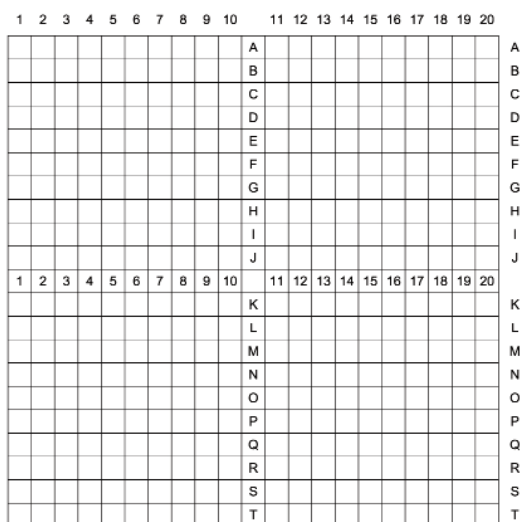 1 2 3 4 5 6 7 8 9 10 11 12 13 14 15 16 17 18 19 20
A A
B B
C C
D D
E E
F F
G G
H H
I I
J J
1 2 3 4 5 6 7 8 9 10 11 12 13 14 15 16 17 18 19 20
K K
L L
M M
N N
O O
P P
Q Q
R R
S S
T T